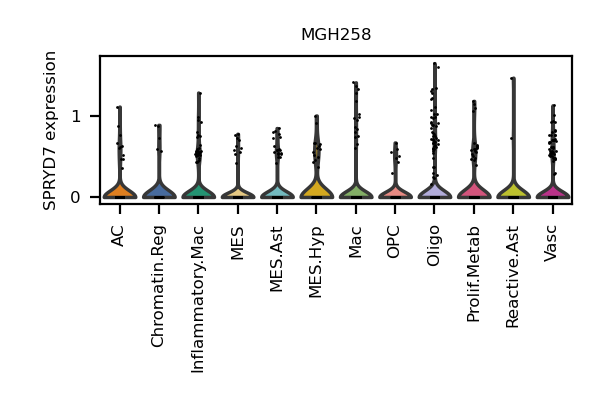 MGH258
SPRYD7 expression
1
0
AC
Chromatin.Reg
Inflammatory.Mac
MES
MES.Ast
MES.Hyp
Mac
OPC
Oligo
Prolif.Metab
Reactive.Ast
Vasc